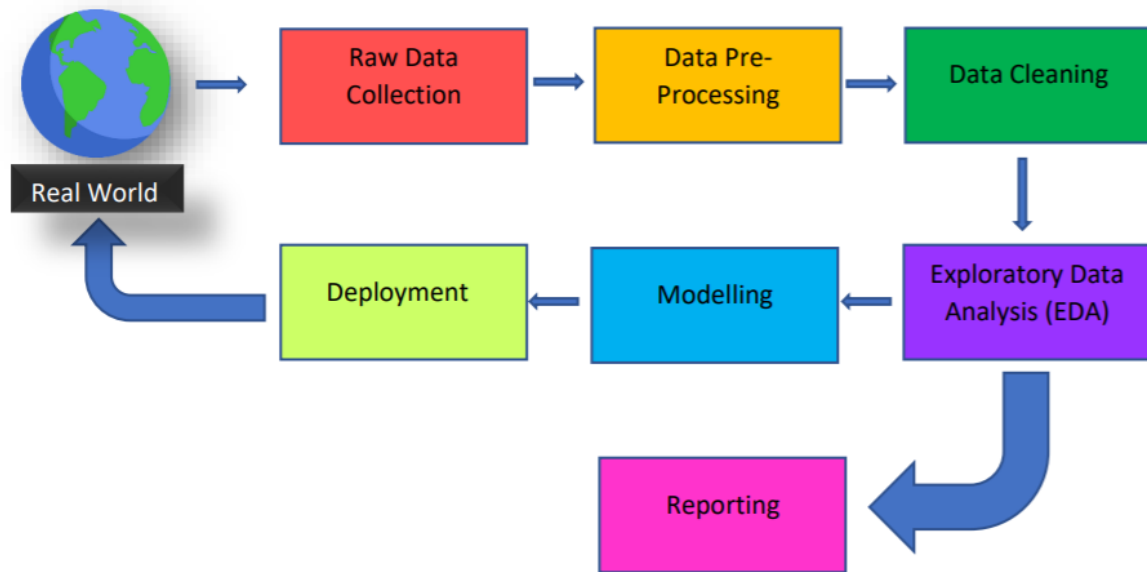 Raw Data
Collection
Data Pre-
Processing
Data Cleaning
Real World
Deployment
Modelling
Exploratory Data
Analysis (EDA)
Reporting